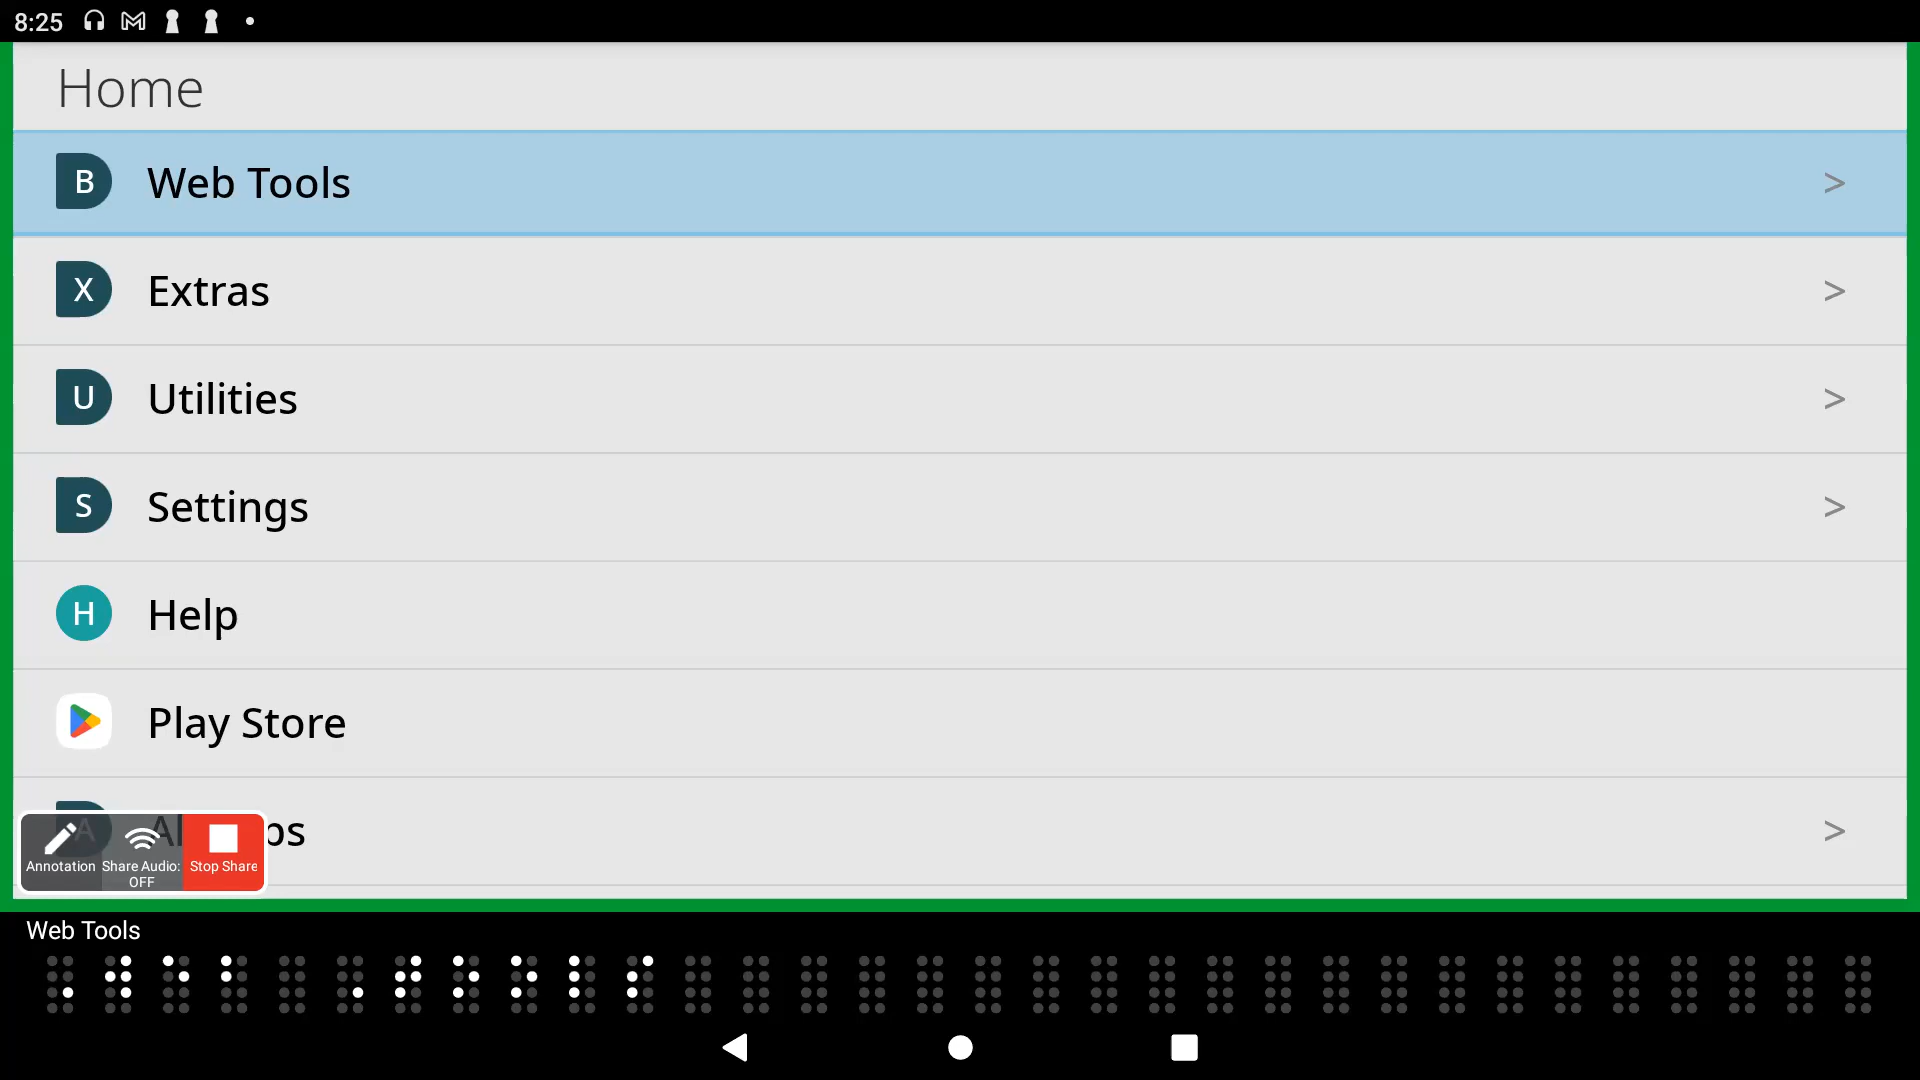 8:25
Home
B Web Tools >
X Extras >
U Utilities >
S Settings >
H Help
Play Store
A Al ps >
Annotation Share Audio: OFF Stop Share
Web Tools
⠠⠺⠑⠃ ⠠⠞⠕⠕⠇⠎